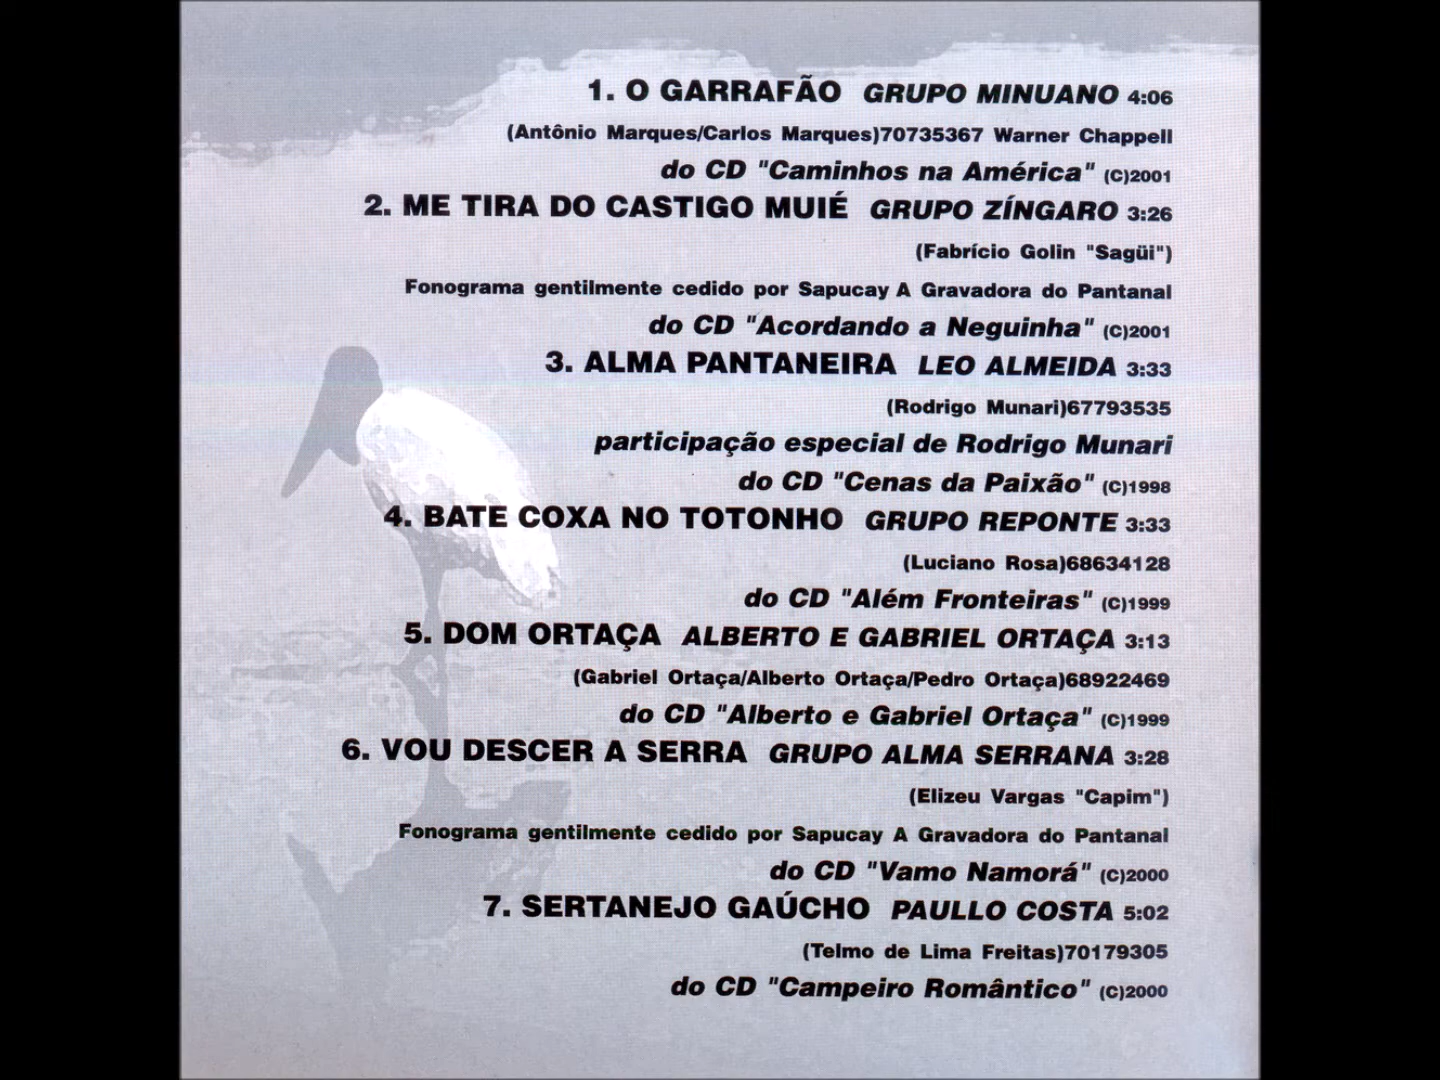 1. O GARRAFÃO GRUPO MINUANO 4:06
(Antônio Marques/Carlos Marques)70735367 Warner Chappell
do CD "Caminhos na América" (C)2001
2. ME TIRA DO CASTIGO MUIÉ GRUPO ZÍNGARO 3:26
(Fabrício Golin "Sagüi")
Fonograma gentilmente cedido por Sapucay A Gravadora do Pantanal
do CD "Acordando a Neguinha" (C)2001
3. ALMA PANTANEIRA LEO ALMEIDA 3:33
(Rodrigo Munari)67793535
participação especial de Rodrigo Munari
do CD "Cenas da Paixão" (C)1998
4. BATE COXA NO TOTONHO GRUPO REPONTE 3:33
(Luciano Rosa)68634128
do CD "Além Fronteiras" (C)1999
5. DOM ORTAÇA ALBERTO E GABRIEL ORTAÇA 3:13
(Gabriel Ortaça/Alberto Ortaça/Pedro Ortaça)68922469
do CD "Alberto e Gabriel Ortaça" (C)1999
6. VOU DESCER A SERRA GRUPO ALMA SERRANA 3:28
(Elizeu Vargas "Capim")
Fonograma gentilmente cedido por Sapucay A Gravadora do Pantanal
do CD "Vamo Namorá" (C)2000
7. SERTANEJO GAÚCHO PAULLO COSTA 5:02
(Telmo de Lima Freitas)70179305
do CD "Campeiro Romântico" (C)2000